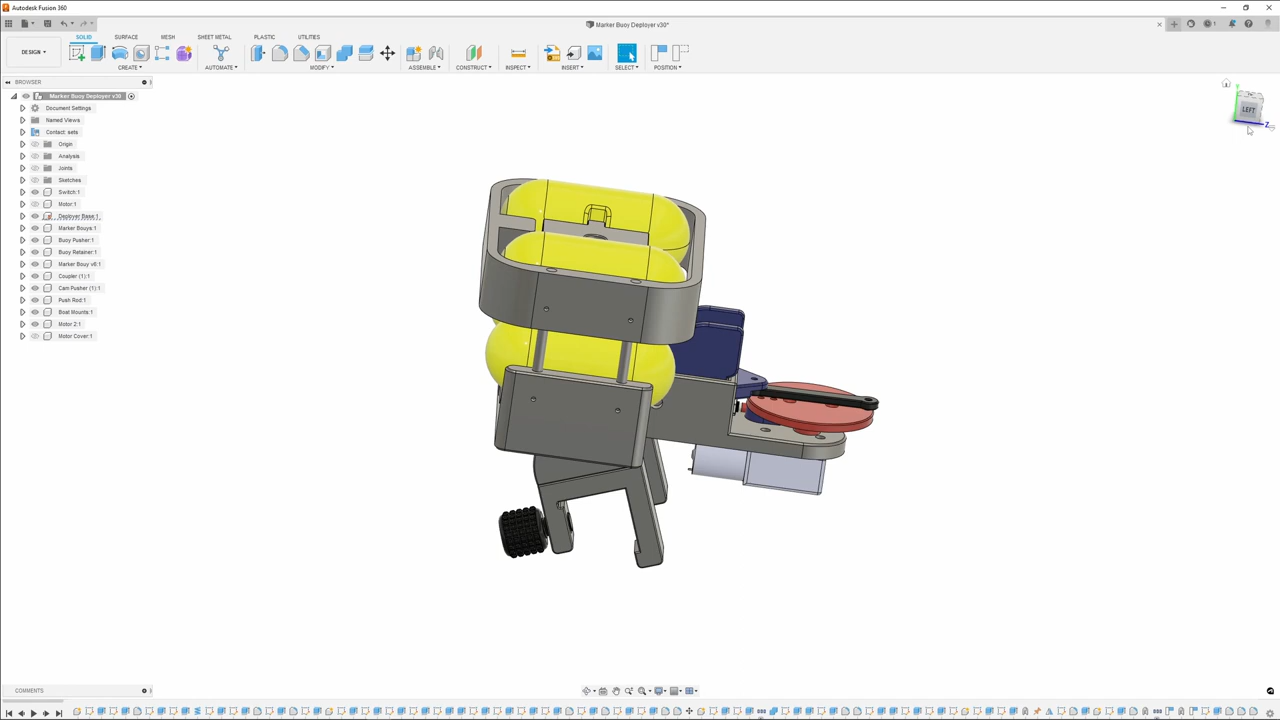 Autodesk Fusion 360
Marker Buoy Deployer v30*
DESIGN
SOLID
SURFACE
MESH
SHEET METAL
PLASTIC
UTILITIES
CREATE
AUTOMATE
MODIFY
ASSEMBLE
CONSTRUCT
INSPECT
INSERT
SELECT
POSITION
BROWSER
Marker Buoy Deployer v30
Document Settings
Named Views
Contact: sets
Origin
Analysis
Joints
Sketches
Switch:1
Motor:1
Deployer Base:1
Marker Bouys:1
Buoy Pusher:1
Buoy Retainer:1
Marker Bouy v6:1
Coupler (1):1
Cam Pusher (1):1
Push Rod:1
Boat Mounts:1
Motor 2:1
Motor Cover:1
LEFT
Z
COMMENTS